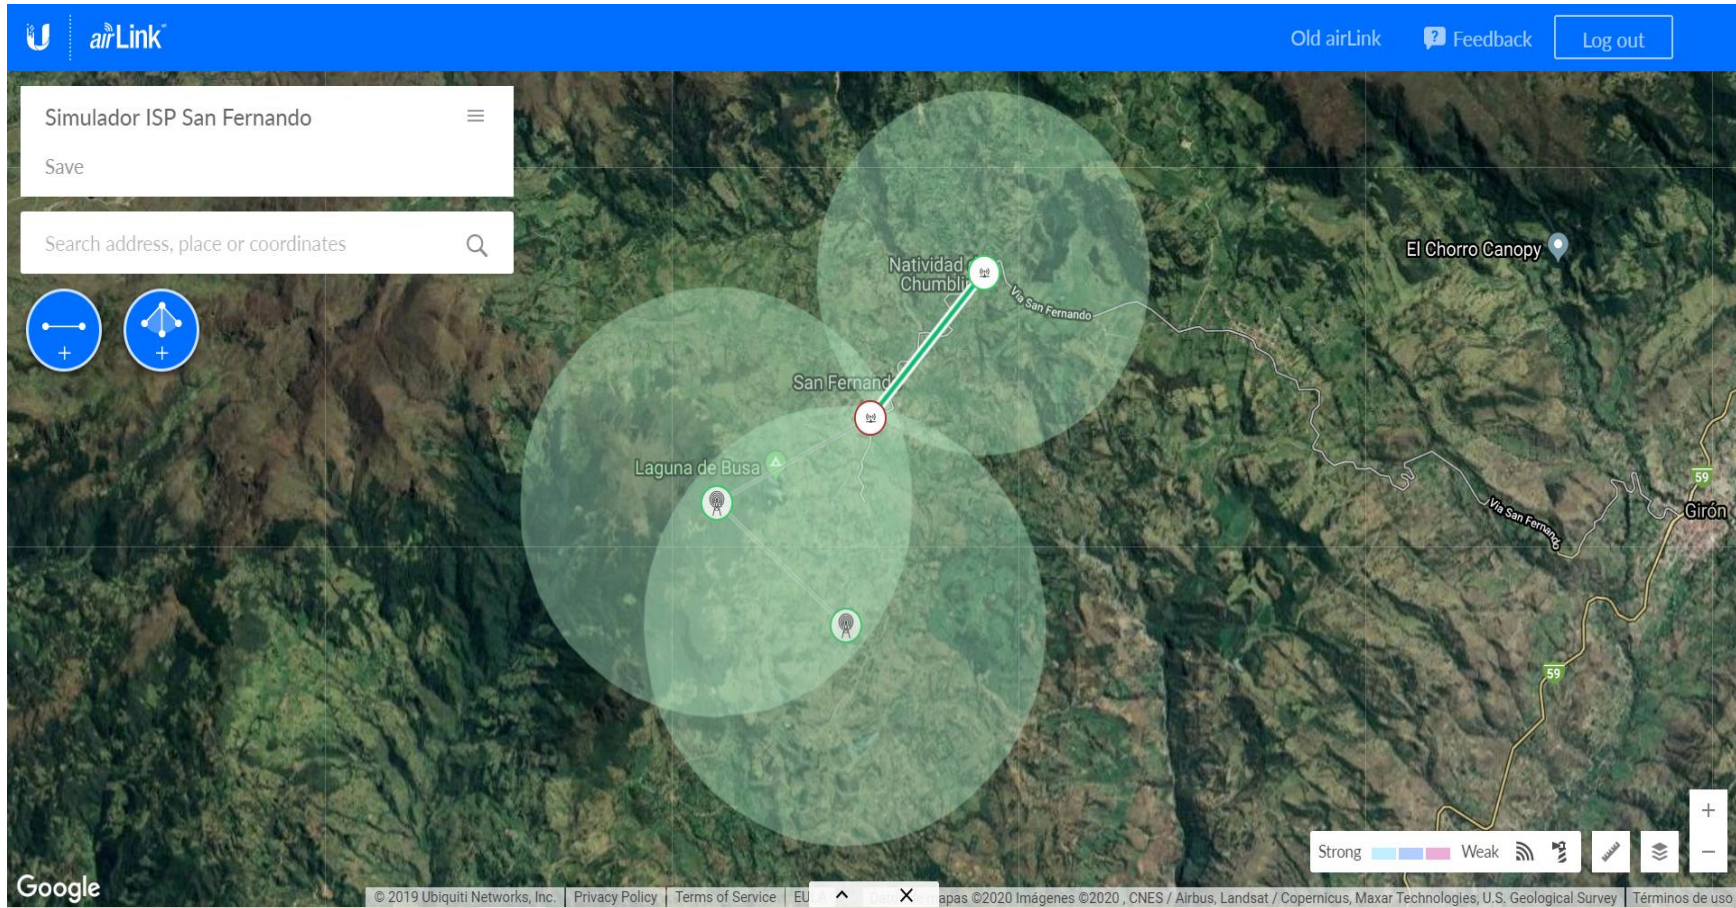 airLink
Old airLink
? Feedback
Log out
Simulador ISP San Fernando
Save
Search address, place or coordinates
Natividad
Chumbli
San Fernand
Laguna de Busa
Via San Fernando
El Chorro Canopy
59
Girón
Via San Fernando
59
Strong
Weak
Google
© 2019 Ubiquiti Networks, Inc.
Privacy Policy
Terms of Service
mapas ©2020 Imágenes ©2020 , CNES / Airbus, Landsat / Copernicus, Maxar Technologies, U.S. Geological Survey
Términos de uso